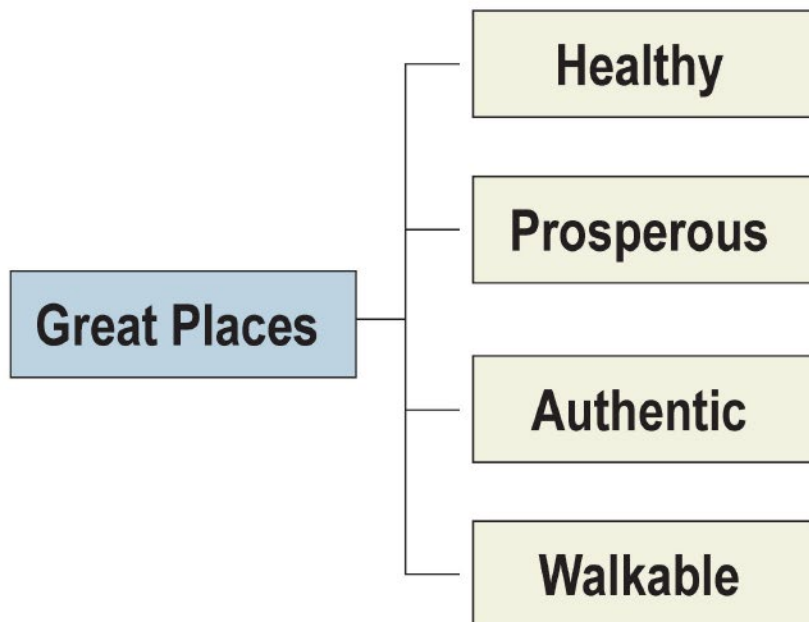 Healthy
Prosperous
Great Places
Authentic
Walkable